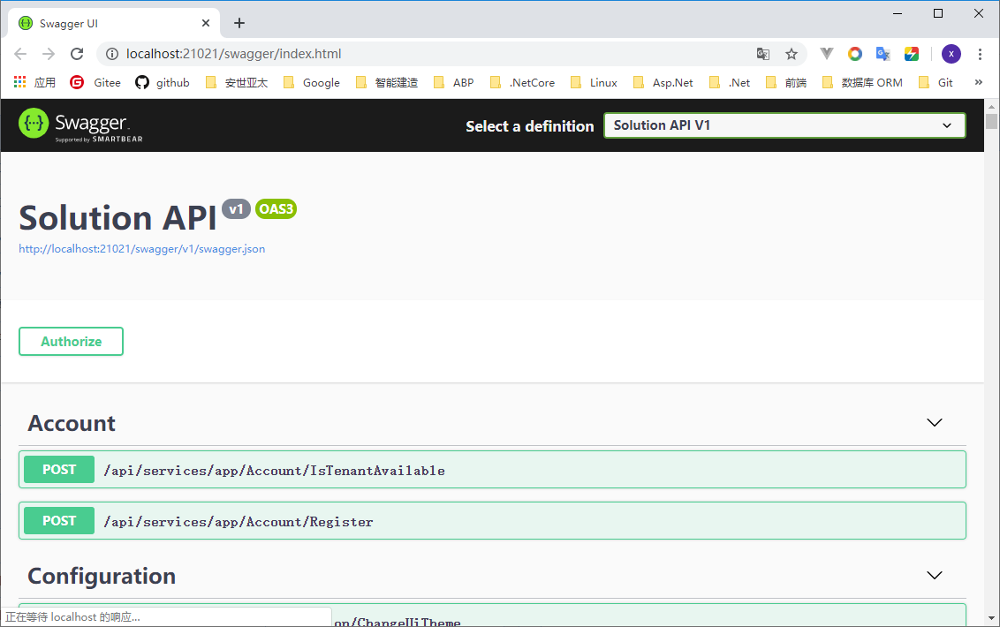 Swagger UI
localhost:21021/swagger/index.html
X
应用 Gitee github 安世亚太 Google 智能建造 ABP .NetCore Linux Asp.Net .Net 前端 数据库 ORM Git »
{···} Swagger. Select a definition Solution API V1
Supported by SMARTBEAR
Solution API v1 OAS3
http://localhost:21021/swagger/v1/swagger.json
Authorize
Account
POST /api/services/app/Account/IsTenantAvailable
POST /api/services/app/Account/Register
Configuration
on/ChangeUiTheme
正在等待 localhost 的响应...